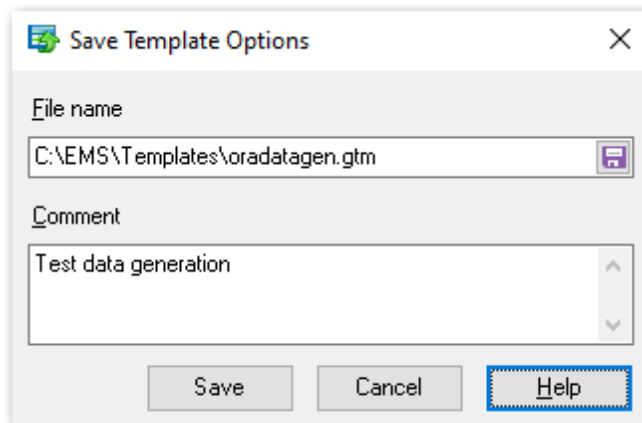 Save Template Options
File name
C:\EMS\Templates\oradatagen.gtm
Comment
Test data generation
Save Cancel Help